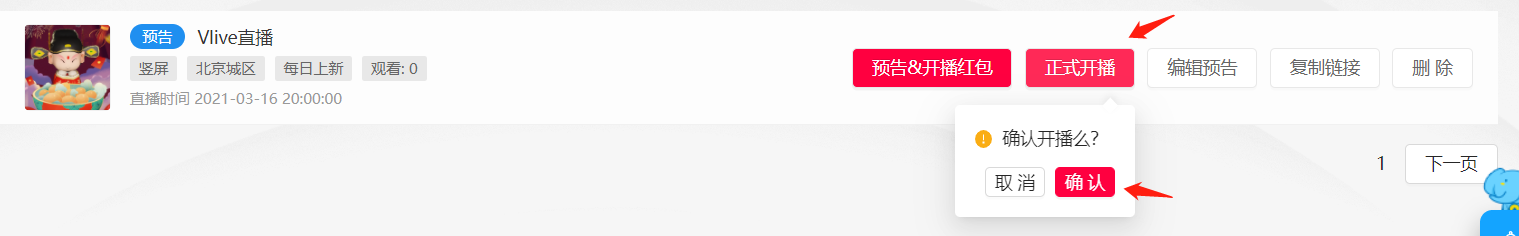 预告 Vlive直播
竖屏 北京城区 每日上新 观看: 0
直播时间 2021-03-16 20:00:00
预告&开播红包 正式开播 编辑预告 复制链接 删 除
确认开播么?
取 消 确 认
1 下一页